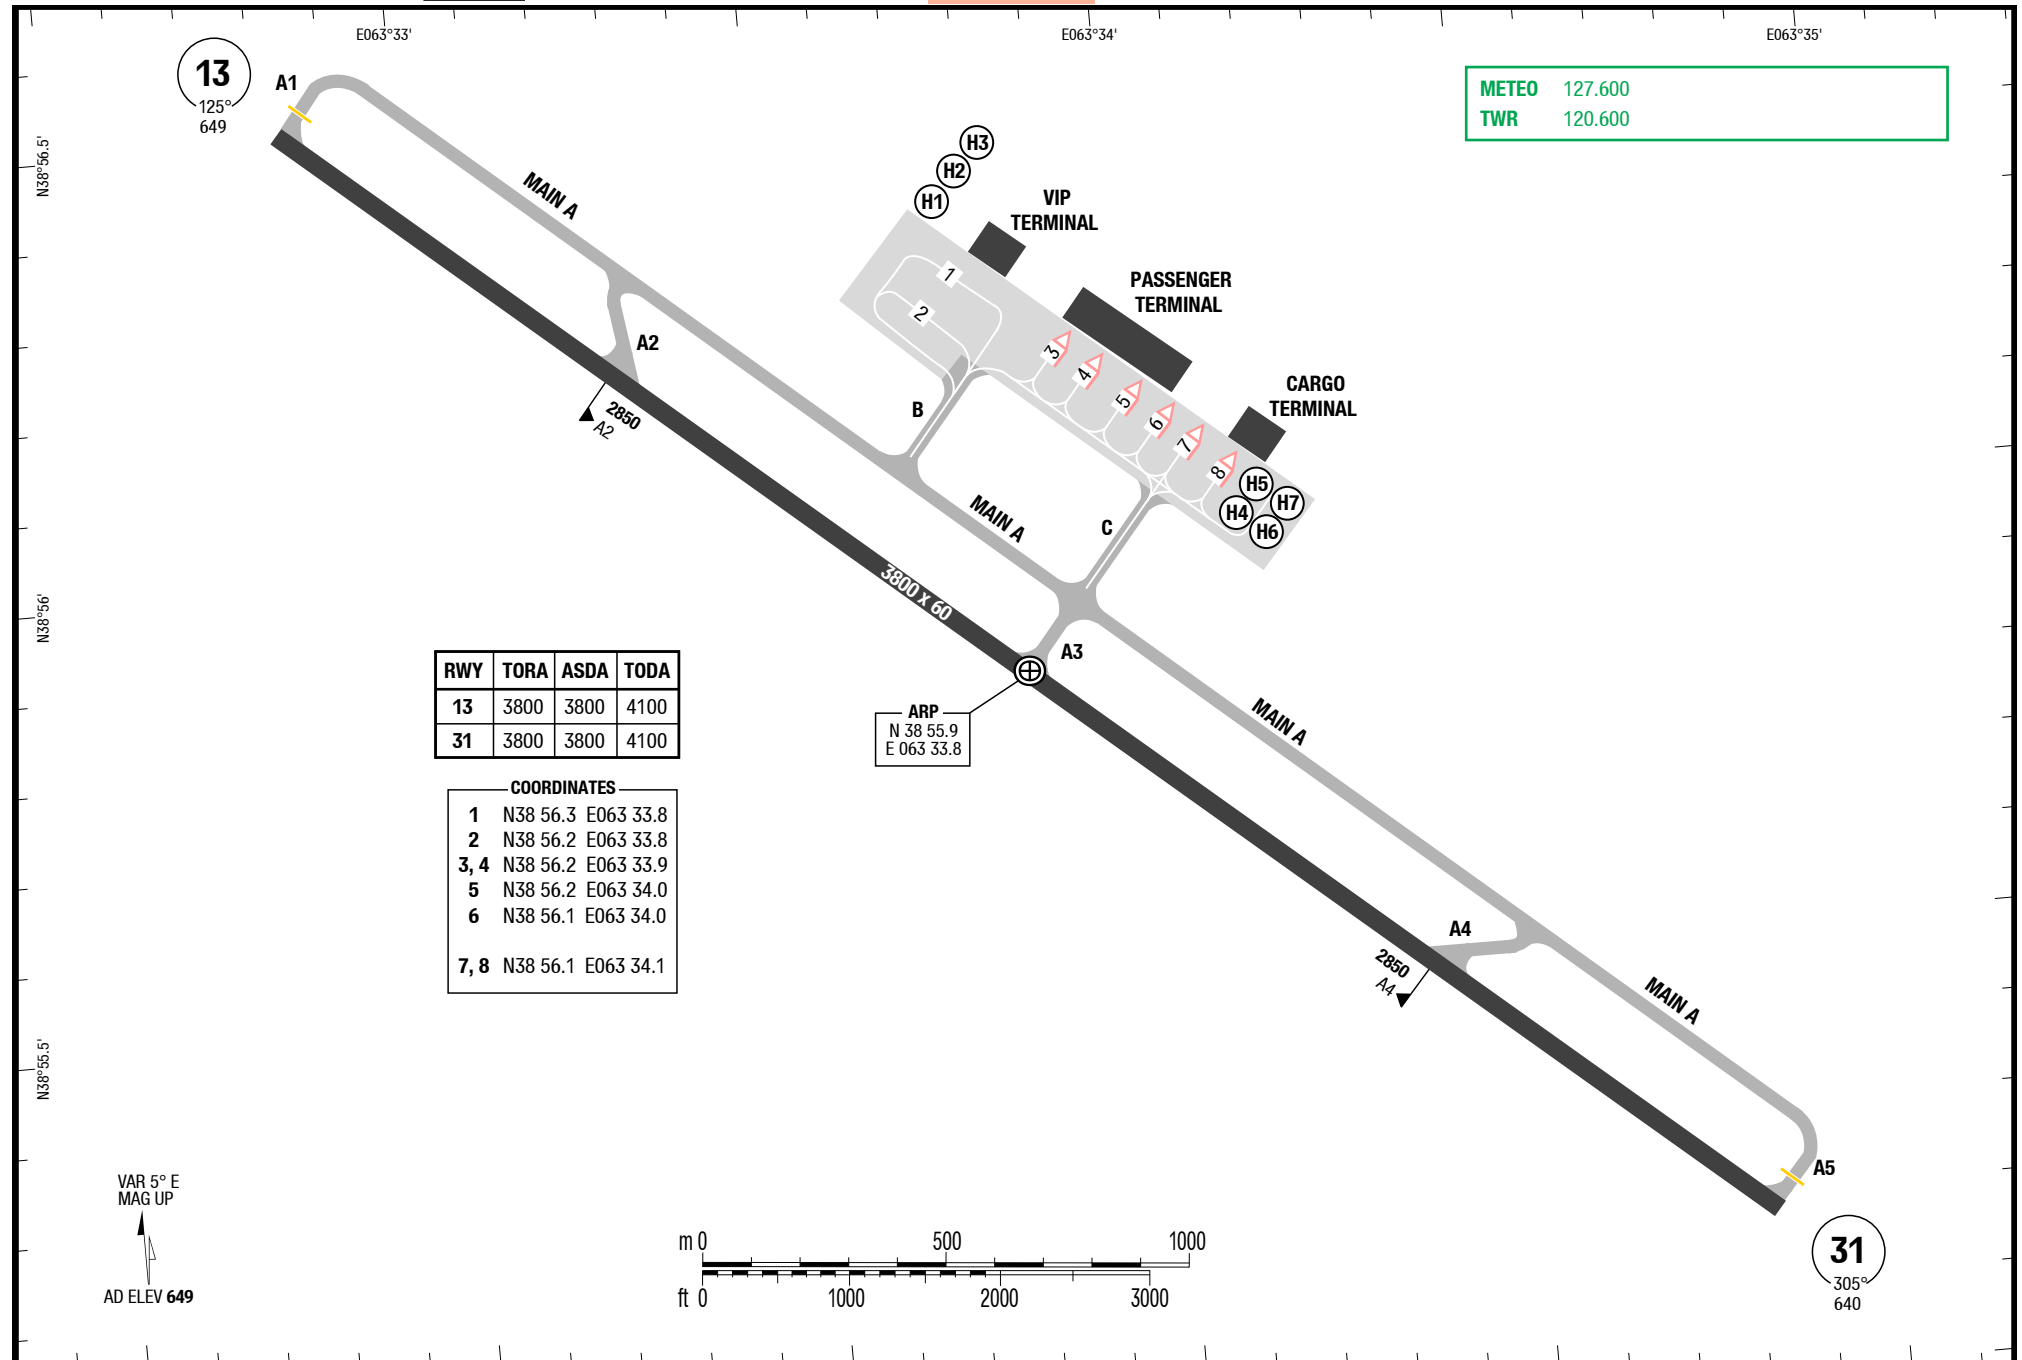 E063°33'
E063°34'
E063°35'
13
125°
649
A1
METEO 127.600
TWR 120.600
N38°56.5'
MAIN A
H3
H2
H1
VIP
TERMINAL
PASSENGER
TERMINAL
1
2
A2
3
4
5
6
7
8
CARGO
TERMINAL
B
2850
A2
H5
H7
H4
H6
MAIN A
C
3800 x 60
N38°56'
A3
RWY TORA ASDA TODA
13 3800 3800 4100
31 3800 3800 4100
ARP
N 38 55.9
E 063 33.8
MAIN A
COORDINATES
1 N38 56.3 E063 33.8
2 N38 56.2 E063 33.8
3, 4 N38 56.2 E063 33.9
5 N38 56.2 E063 34.0
6 N38 56.1 E063 34.0
7, 8 N38 56.1 E063 34.1
A4
2850
A4
MAIN A
N38°55.5'
A5
VAR 5° E
MAG UP
AD ELEV 649
m 0 500 1000
ft 0 1000 2000 3000
31
305°
640